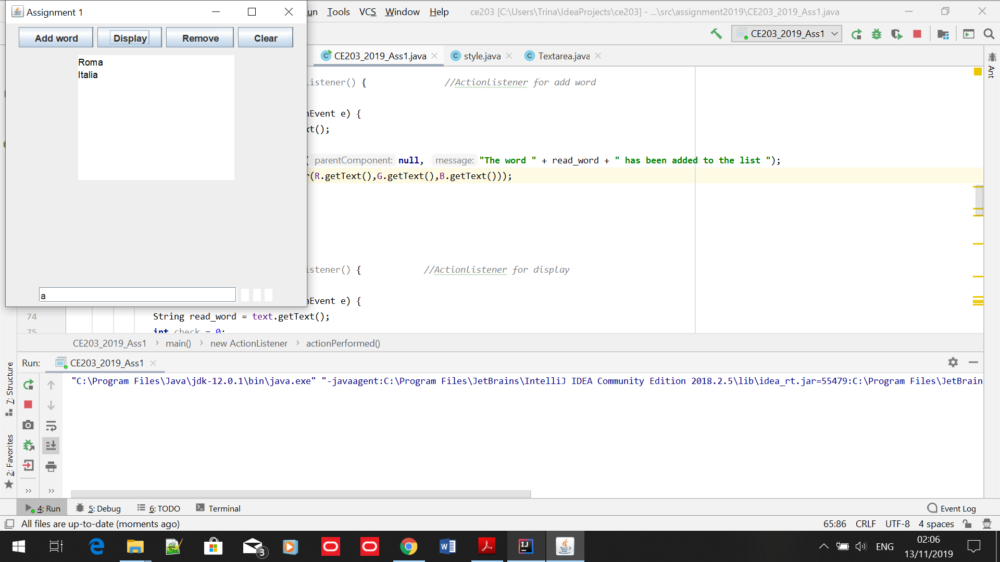 Assignment 1
un Tools VCS Window Help ce203 [C:\Users\Trina\IdeaProjects\ce203] - ...\src\assignment2019\CE203_2019_Ass1.java
Add word Display Remove Clear
CE203_2019_Ass1
CE203_2019_Ass1.java style.java Textarea.java
Roma
Italia
Ant
istener() { //Actionlistener for add word
nEvent e) {
xt();
( parentComponent: null, message: "The word " + read_word + " has been added to the list ");
r(R.getText(),G.getText(),B.getText()));
istener() { //Actionlistener for display
a
nEvent e) {
74 String read_word = text.getText();
75 int check = 0;
CE203_2019_Ass1 › main() › new ActionListener › actionPerformed()
Run: CE203_2019_Ass1
"C:\Program Files\Java\jdk-12.0.1\bin\java.exe" "-javaagent:C:\Program Files\JetBrains\IntelliJ IDEA Community Edition 2018.2.5\lib\idea_rt.jar=55479:C:\Program Files\JetBrain
7: Structure
2: Favorites
4: Run 5: Debug 6: TODO Terminal Event Log
All files are up-to-date (moments ago) 65:86 CRLF UTF-8 4 spaces
3 ENG 02:06
13/11/2019